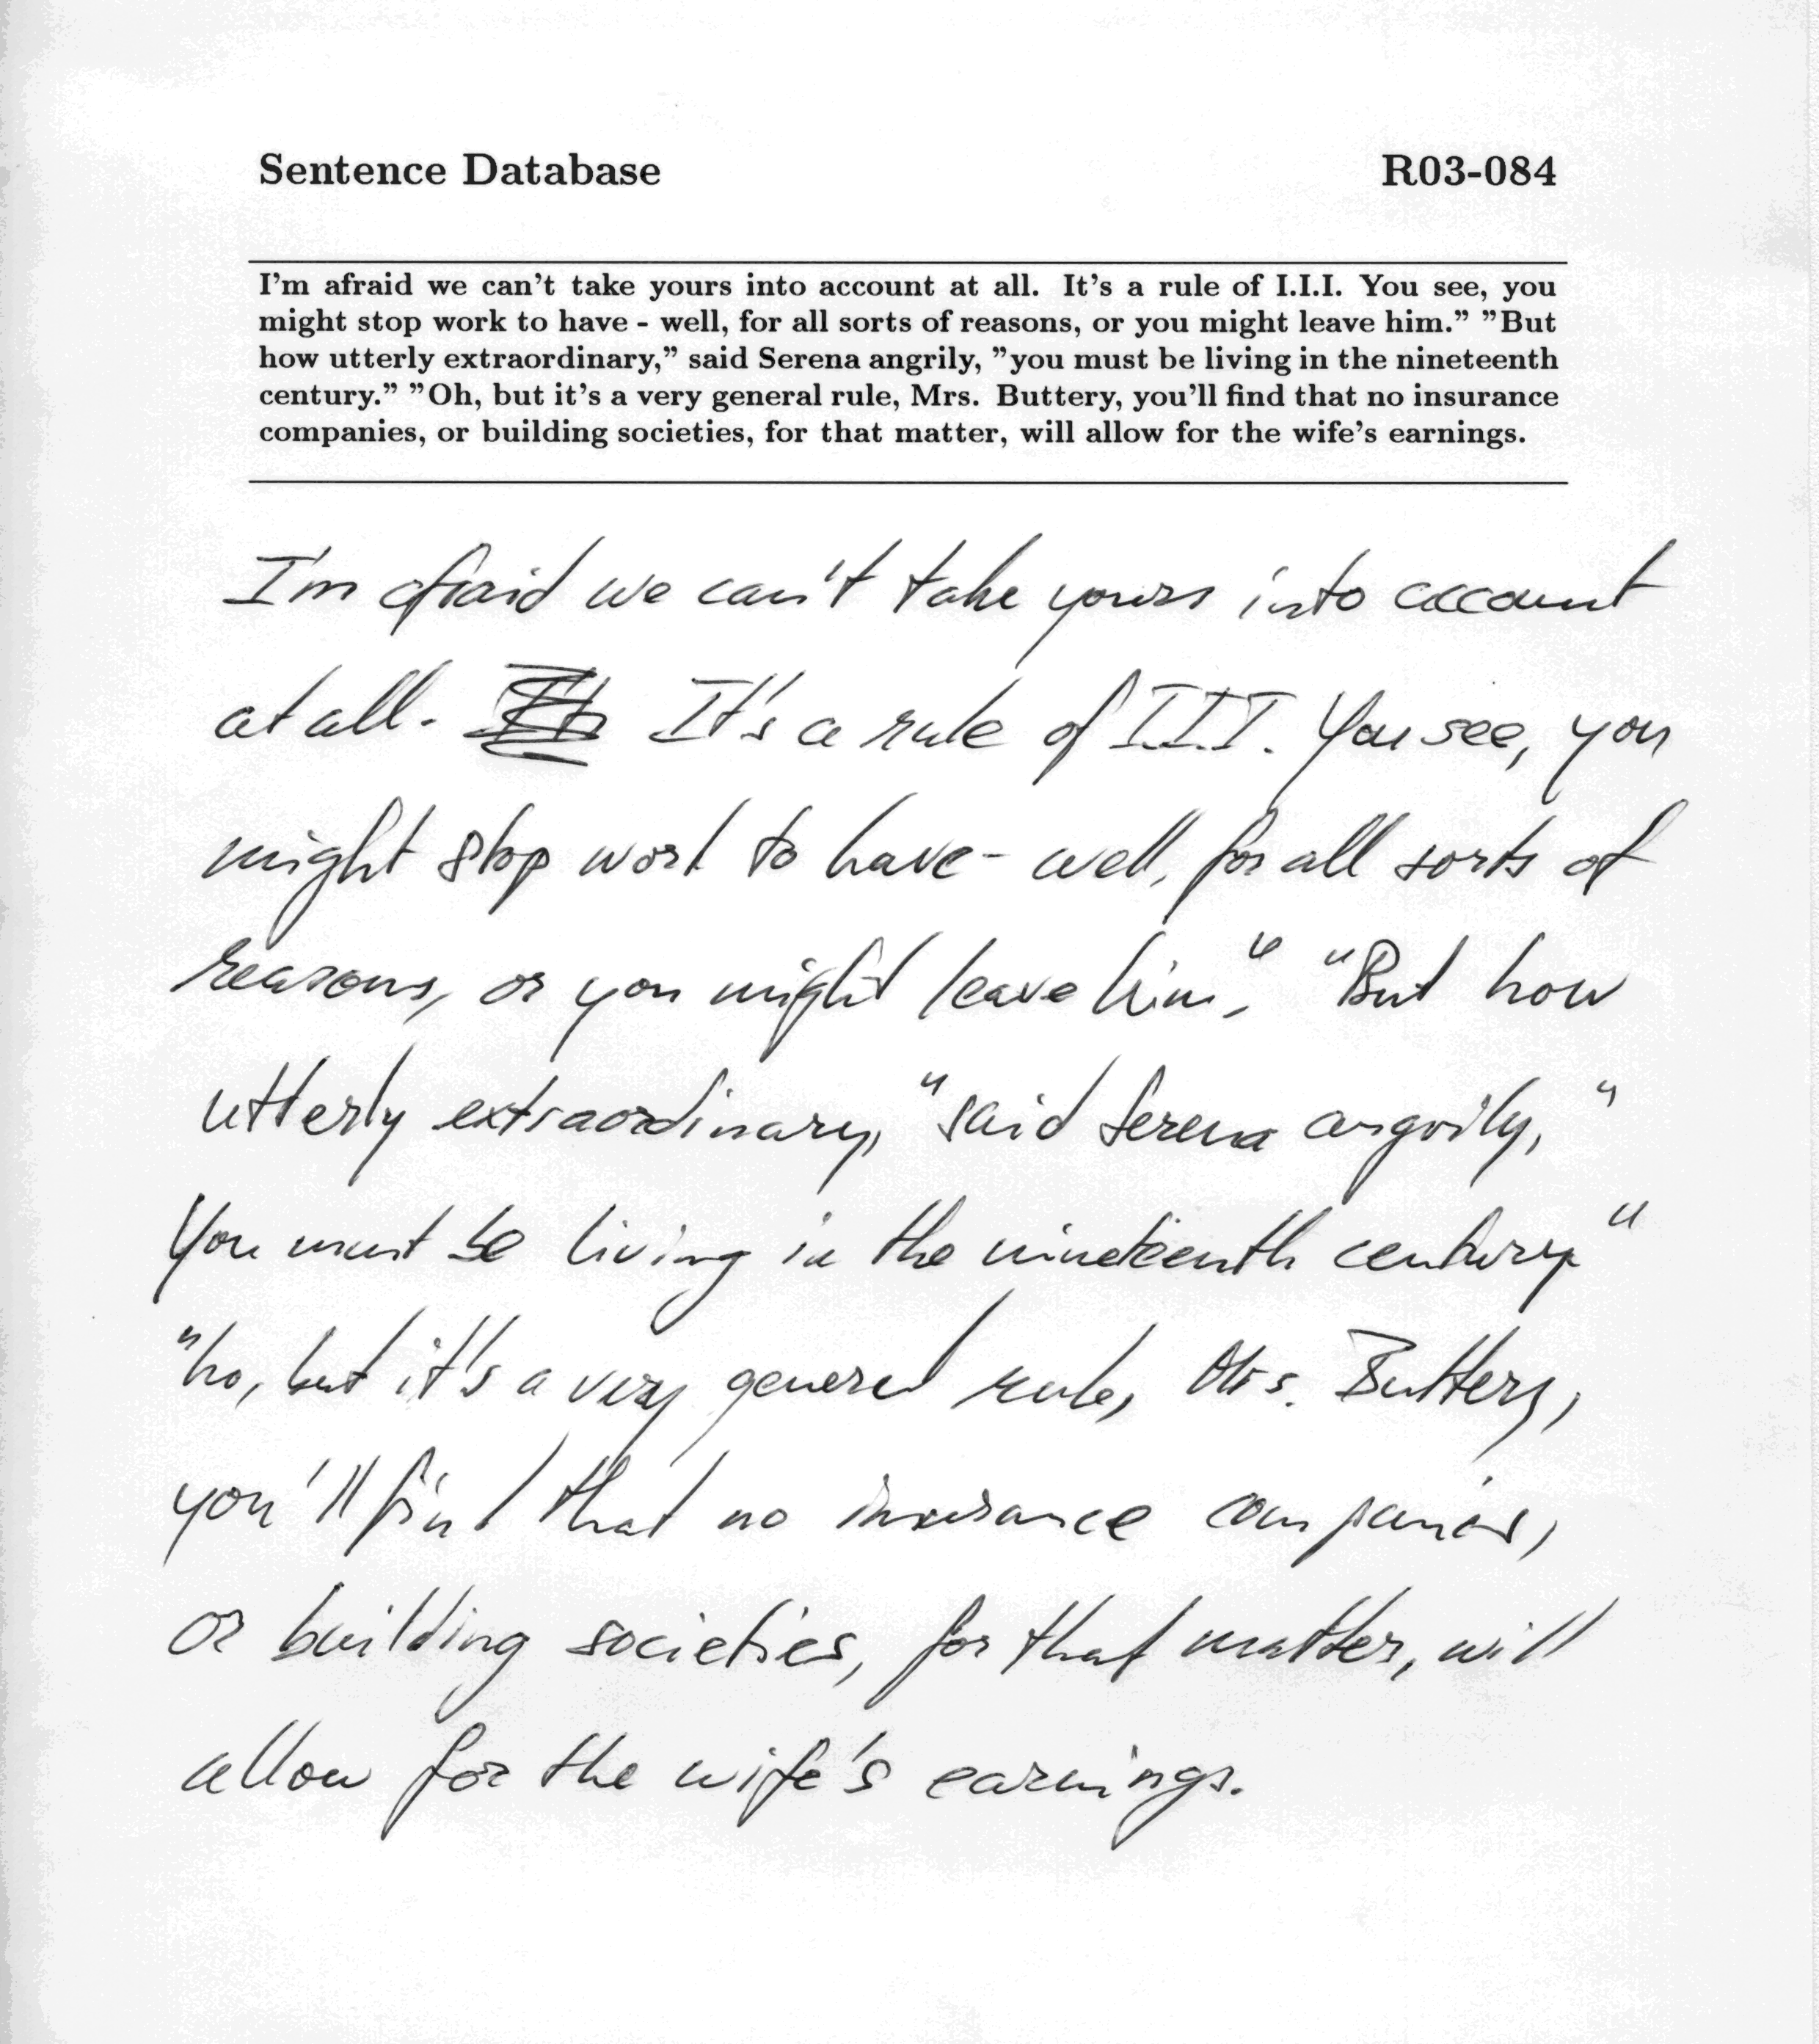 Sentence Database R03-084
I'm afraid we can't take yours into account at all. It's a rule of I.I.I. You see, you
might stop work to have - well, for all sorts of reasons, or you might leave him.” ”But
how utterly extraordinary,” said Serena angrily, ”you must be living in the nineteenth
century.” ”Oh, but it's a very general rule, Mrs. Buttery, you'll find that no insurance
companies, or building societies, for that matter, will allow for the wife's earnings.
I'm afraid we can't take yours into account
at all. It's a rule of I.I.I. You see, you
might stop work to have - well, for all sorts of
reasons, or you might leave him." "But how
utterly extraordinary, "said Serena angrily, "
You must be living in the nineteenth century"
"ho, but it's a very general rule, Mrs. Buttery,
you'll find that no insurance companies,
or building societies, for that matter, will
allow for the wife's earnings.